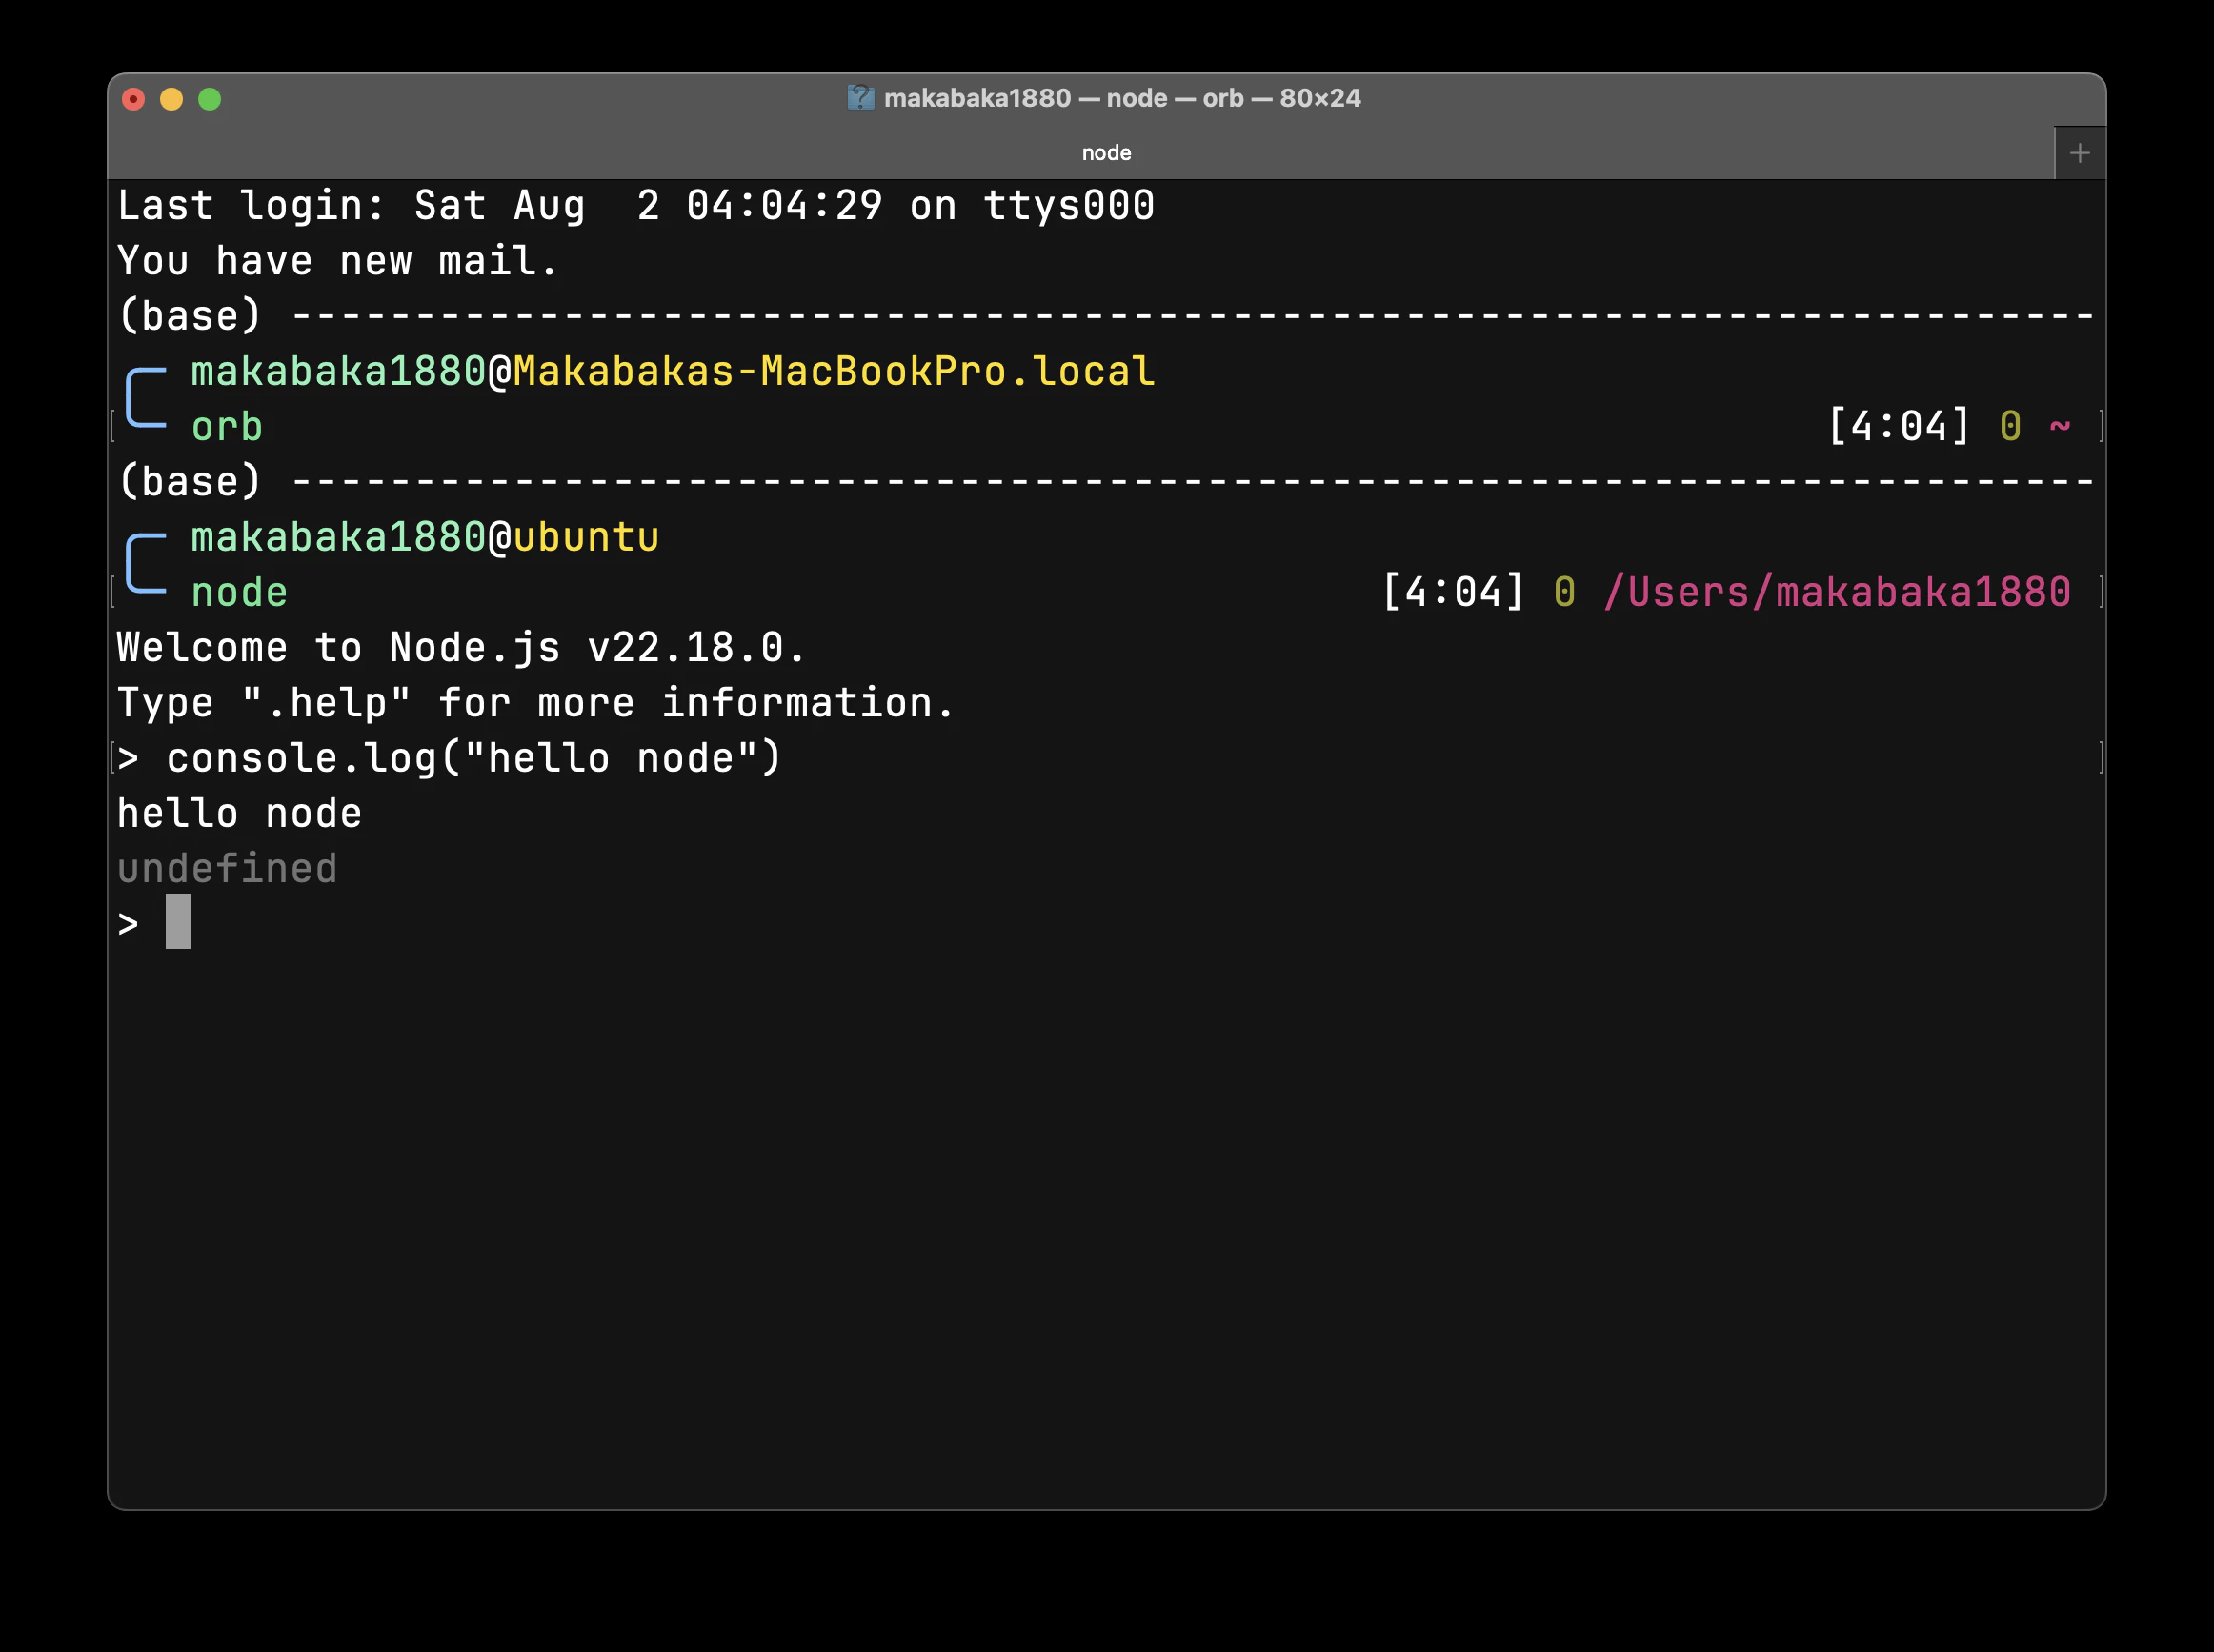 makabaka1880 — node — orb — 80×24
node
Last login: Sat Aug  2 04:04:29 on ttys000
You have new mail.
(base) -------------------------------------------------------------------------
makabaka1880@Makabakas-MacBookPro.local
orb [4:04] 0 ~
(base) -------------------------------------------------------------------------
makabaka1880@ubuntu
node [4:04] 0 /Users/makabaka1880
Welcome to Node.js v22.18.0.
Type ".help" for more information.
> console.log("hello node")
hello node
undefined
>